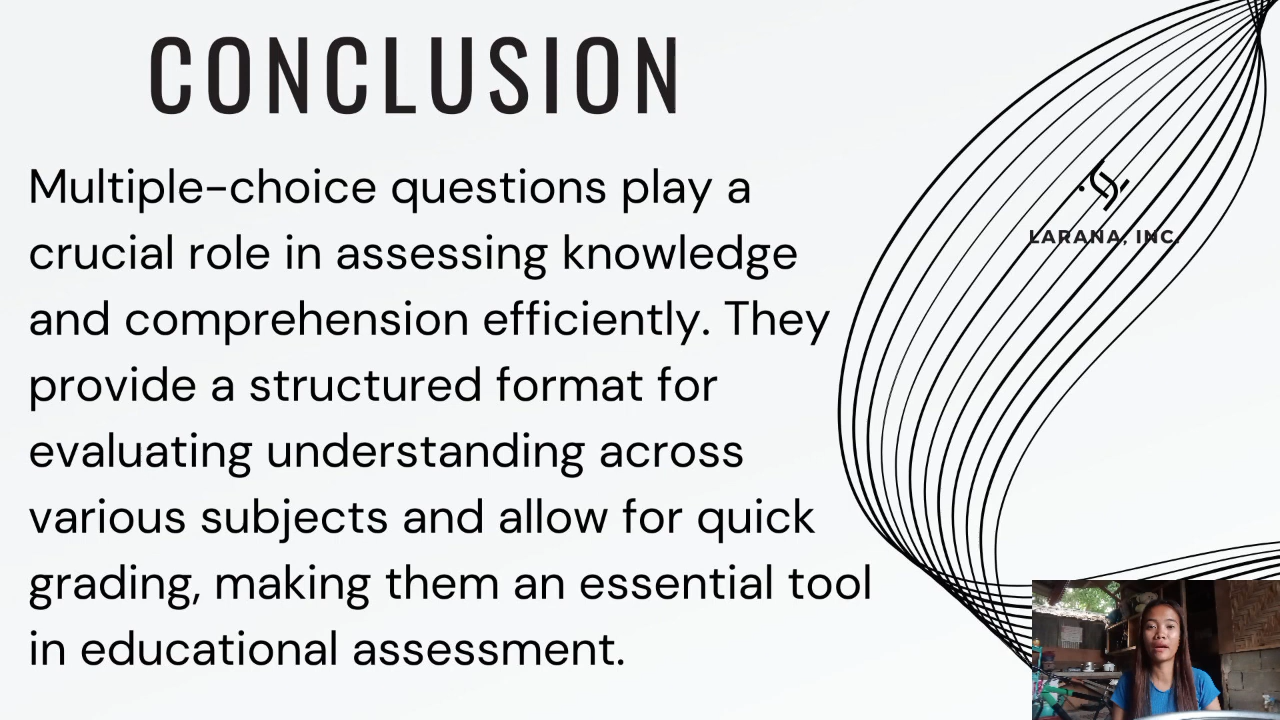 CONCLUSION
Multiple-choice questions play a
crucial role in assessing knowledge
and comprehension efficiently. They
provide a structured format for
evaluating understanding across
various subjects and allow for quick
grading, making them an essential tool
in educational assessment.
LARANA, INC.